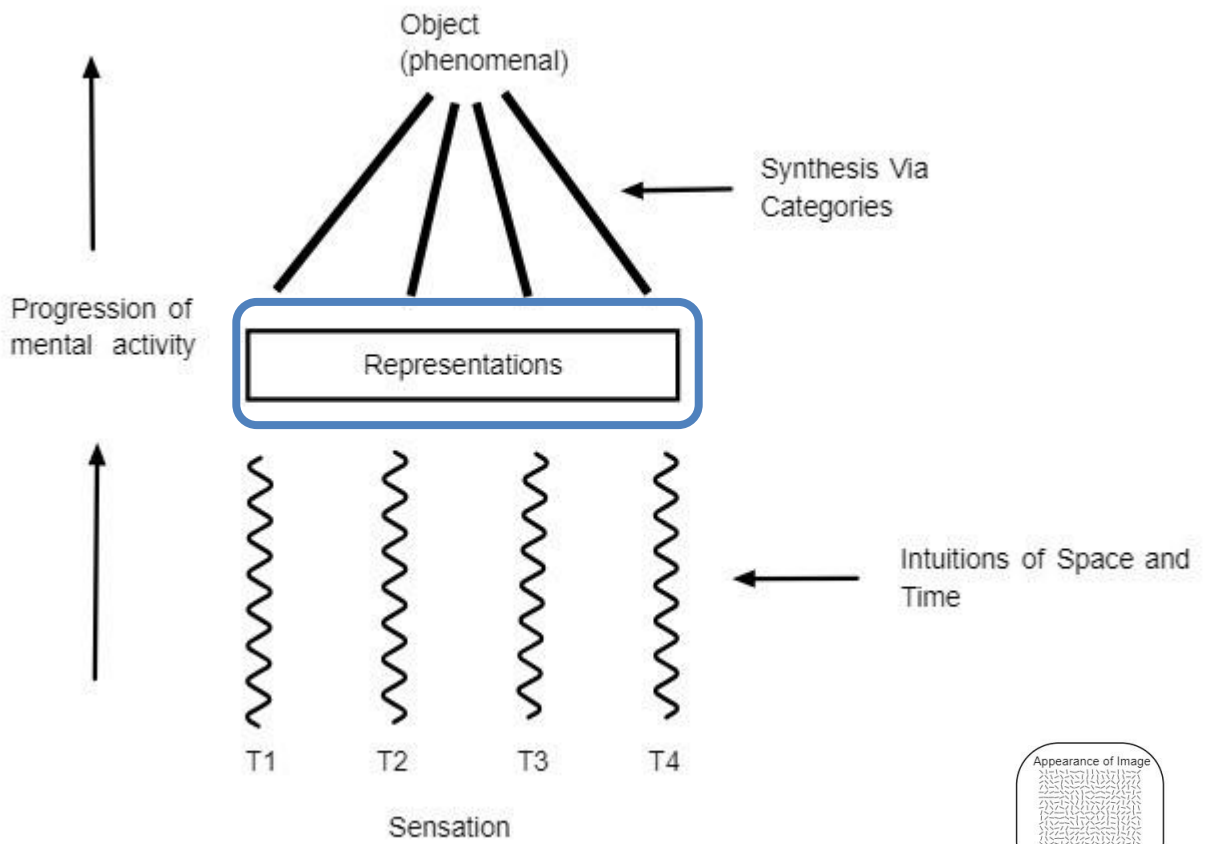 Object
(phenomenal)
Synthesis Via
Categories
Progression of
mental activity
Representations
Intuitions of Space and
Time
T1 T2 T3 T4
Sensation
Appearance of Image